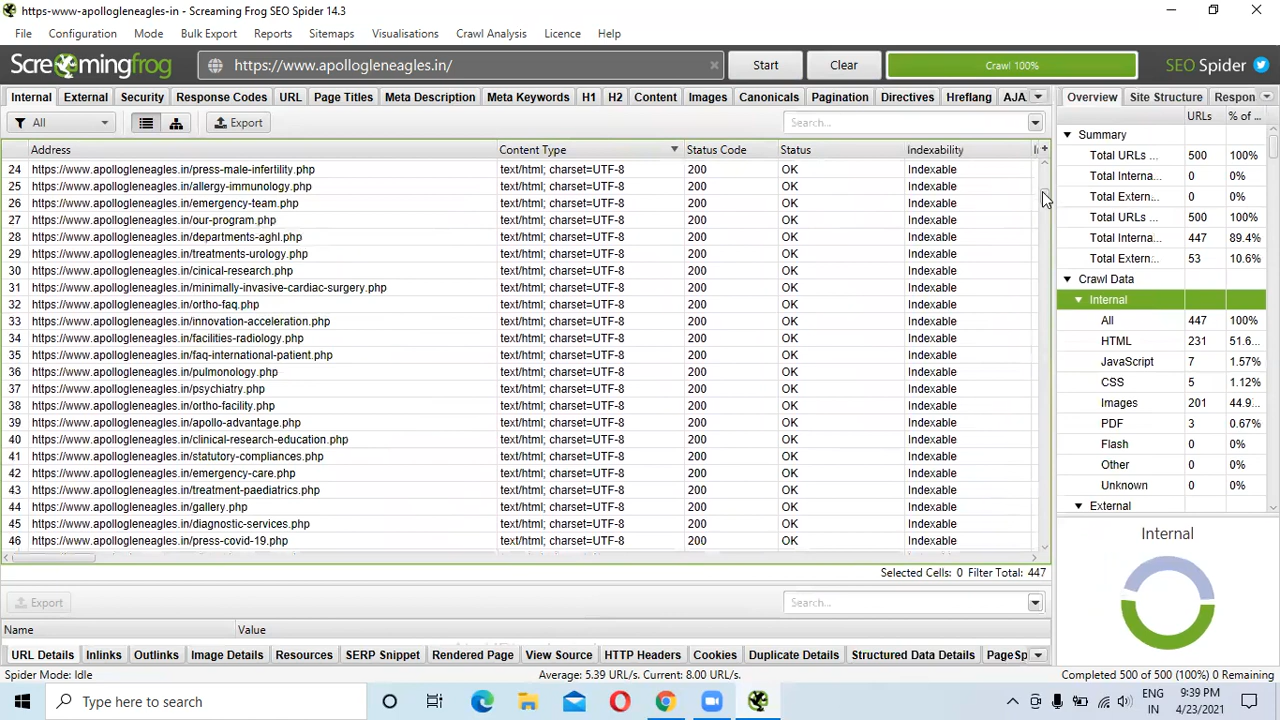 https-www-apollogleneagles-in - Screaming Frog SEO Spider 14.3
File Configuration Mode Bulk Export Reports Sitemaps Visualisations Crawl Analysis Licence Help
Screamingfrog https://www.apollogleneagles.in/ Start Clear Crawl 100% SEO Spider
Internal External Security Response Codes URL Page Titles Meta Description Meta Keywords H1 H2 Content Images Canonicals Pagination Directives Hreflang AJA Overview Site Structure Respon
All Export Search... URLs % of ...
Address Content Type Status Code Status Indexability
24 https://www.apollogleneagles.in/press-male-infertility.php text/html; charset=UTF-8 200 OK Indexable
25 https://www.apollogleneagles.in/allergy-immunology.php text/html; charset=UTF-8 200 OK Indexable
26 https://www.apollogleneagles.in/emergency-team.php text/html; charset=UTF-8 200 OK Indexable
27 https://www.apollogleneagles.in/our-program.php text/html; charset=UTF-8 200 OK Indexable
28 https://www.apollogleneagles.in/departments-aghl.php text/html; charset=UTF-8 200 OK Indexable
29 https://www.apollogleneagles.in/treatments-urology.php text/html; charset=UTF-8 200 OK Indexable
30 https://www.apollogleneagles.in/cinical-research.php text/html; charset=UTF-8 200 OK Indexable
31 https://www.apollogleneagles.in/minimally-invasive-cardiac-surgery.php text/html; charset=UTF-8 200 OK Indexable
32 https://www.apollogleneagles.in/ortho-faq.php text/html; charset=UTF-8 200 OK Indexable
33 https://www.apollogleneagles.in/innovation-acceleration.php text/html; charset=UTF-8 200 OK Indexable
34 https://www.apollogleneagles.in/facilities-radiology.php text/html; charset=UTF-8 200 OK Indexable
35 https://www.apollogleneagles.in/faq-international-patient.php text/html; charset=UTF-8 200 OK Indexable
36 https://www.apollogleneagles.in/pulmonology.php text/html; charset=UTF-8 200 OK Indexable
37 https://www.apollogleneagles.in/psychiatry.php text/html; charset=UTF-8 200 OK Indexable
38 https://www.apollogleneagles.in/ortho-facility.php text/html; charset=UTF-8 200 OK Indexable
39 https://www.apollogleneagles.in/apollo-advantage.php text/html; charset=UTF-8 200 OK Indexable
40 https://www.apollogleneagles.in/clinical-research-education.php text/html; charset=UTF-8 200 OK Indexable
41 https://www.apollogleneagles.in/statutory-compliances.php text/html; charset=UTF-8 200 OK Indexable
42 https://www.apollogleneagles.in/emergency-care.php text/html; charset=UTF-8 200 OK Indexable
43 https://www.apollogleneagles.in/treatment-paediatrics.php text/html; charset=UTF-8 200 OK Indexable
44 https://www.apollogleneagles.in/gallery.php text/html; charset=UTF-8 200 OK Indexable
45 https://www.apollogleneagles.in/diagnostic-services.php text/html; charset=UTF-8 200 OK Indexable
46 https://www.apollogleneagles.in/press-covid-19.php text/html; charset=UTF-8 200 OK Indexable
Selected Cells: 0 Filter Total: 447
Summary
Total URLs ... 500 100%
Total Interna... 0 0%
Total Extern... 0 0%
Total URLs ... 500 100%
Total Interna... 447 89.4%
Total Extern... 53 10.6%
Crawl Data
Internal
All 447 100%
HTML 231 51.6...
JavaScript 7 1.57%
CSS 5 1.12%
Images 201 44.9...
PDF 3 0.67%
Flash 0 0%
Other 0 0%
Unknown 0 0%
External
Internal
Export Search...
Name Value
URL Details Inlinks Outlinks Image Details Resources SERP Snippet Rendered Page View Source HTTP Headers Cookies Duplicate Details Structured Data Details PageSp
Spider Mode: Idle Average: 5.39 URL/s. Current: 8.00 URL/s. Completed 500 of 500 (100%) 0 Remaining
Type here to search ENG IN 9:39 PM 4/23/2021